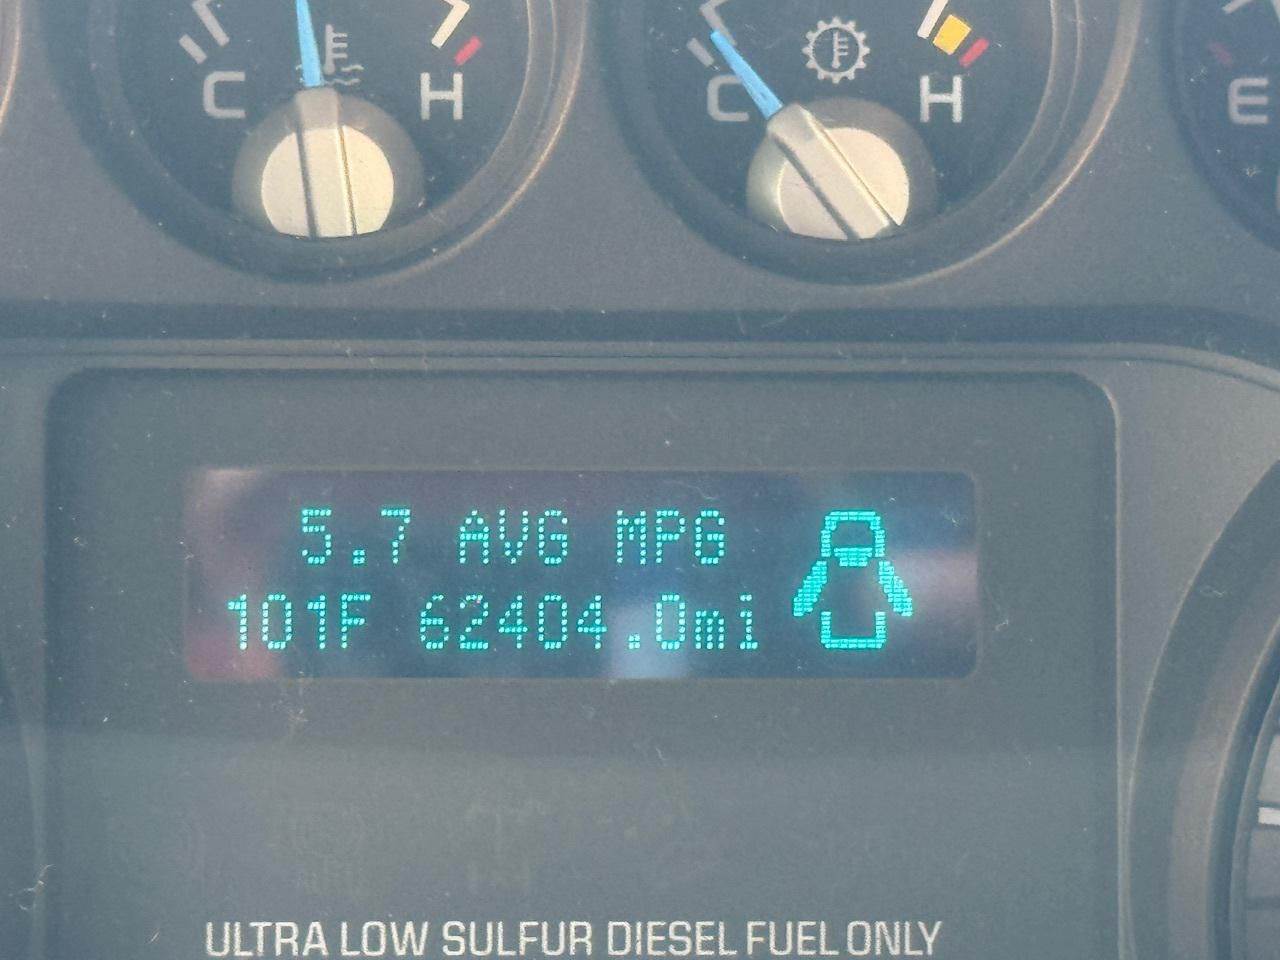 C H
C H
E
5.7 AVG MPG
101F 62404.0mi
ULTRA LOW SULFUR DIESEL FUEL ONLY